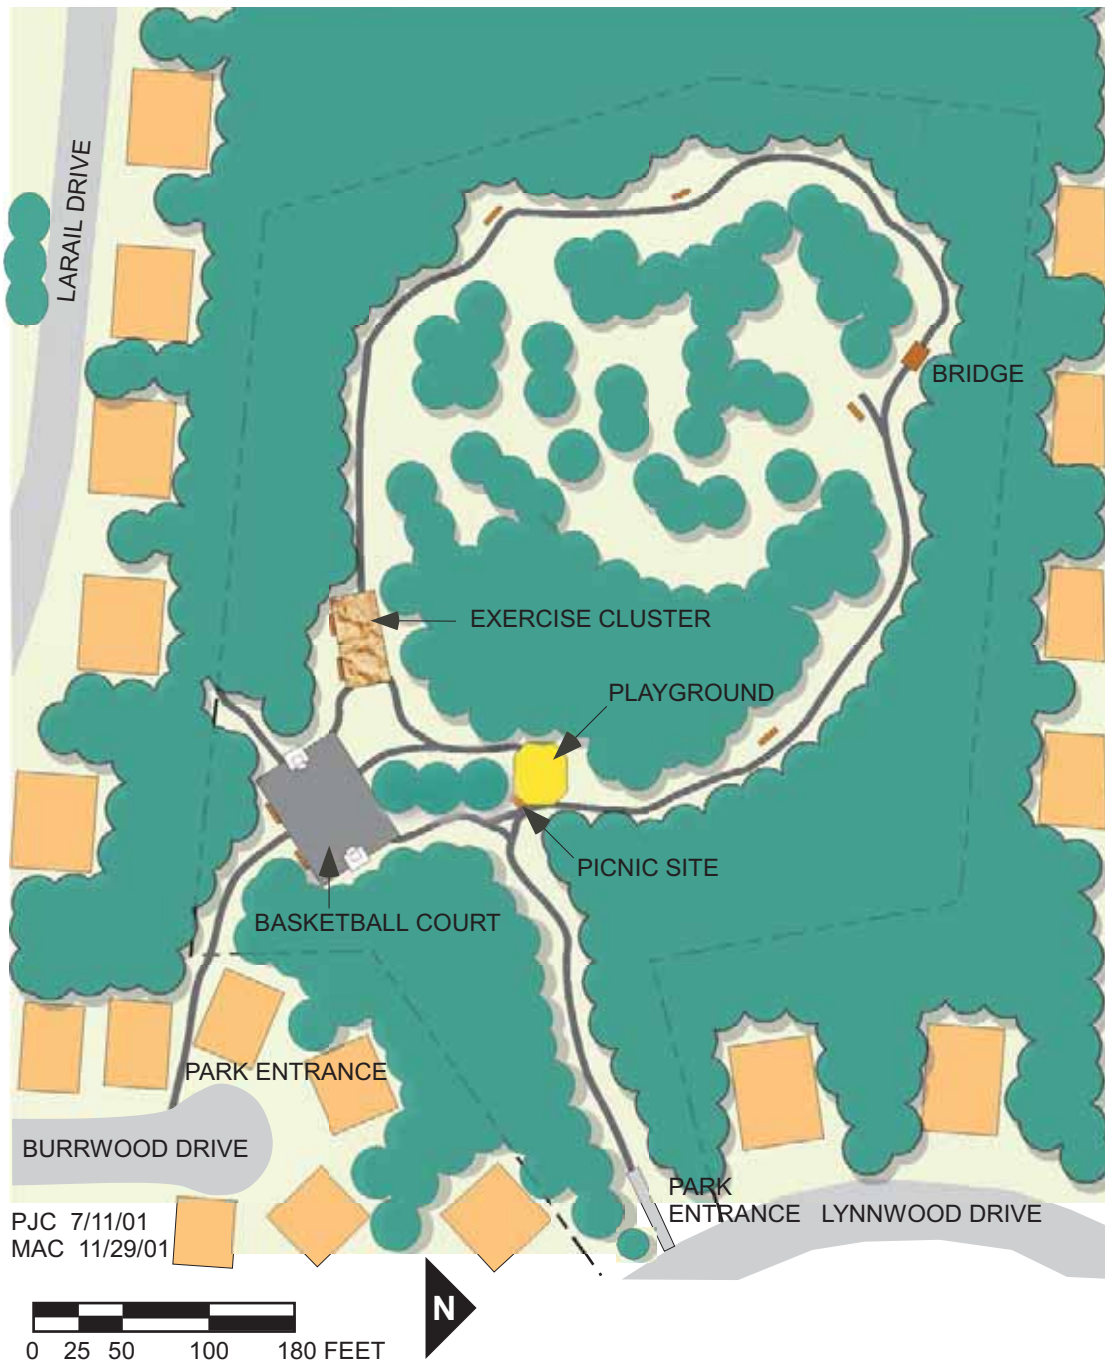 LARAIL DRIVE
BRIDGE
EXERCISE CLUSTER
PLAYGROUND
PICNIC SITE
BASKETBALL COURT
PARK ENTRANCE
BURRWOOD DRIVE
PARK
ENTRANCE LYNNWOOD DRIVE
PJC 7/11/01
MAC 11/29/01
N
0 25 50 100 180 FEET